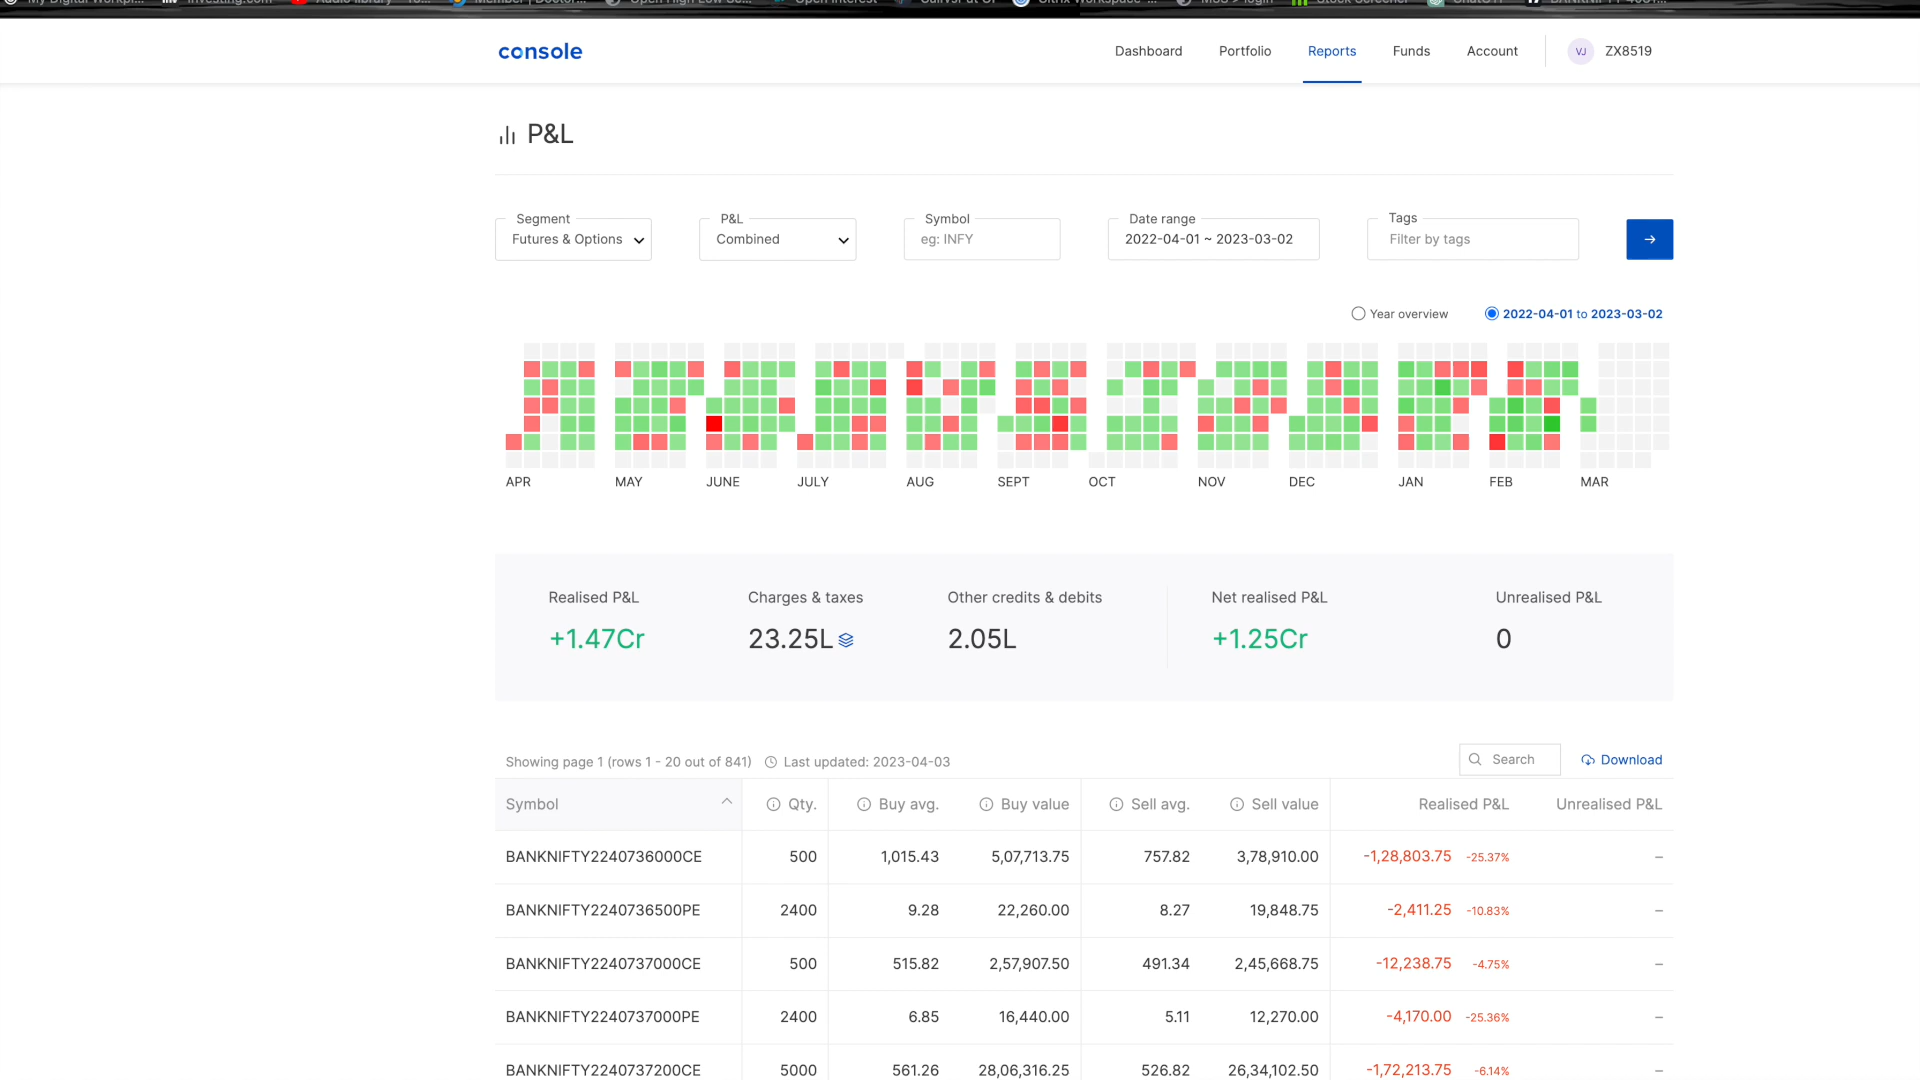 console
Dashboard Portfolio Reports Funds Account VJ ZX8519
P&L
Segment P&L Symbol Date range Tags
Futures & Options Combined eg: INFY 2022-04-01 ~ 2023-03-02 Filter by tags
Year overview 2022-04-01 to 2023-03-02
APR MAY JUNE JULY AUG SEPT OCT NOV DEC JAN FEB MAR
Realised P&L Charges & taxes Other credits & debits Net realised P&L Unrealised P&L
+1.47Cr 23.25L 2.05L +1.25Cr 0
Showing page 1 (rows 1 - 20 out of 841) Last updated: 2023-04-03 Search Download
Symbol Qty. Buy avg. Buy value Sell avg. Sell value Realised P&L Unrealised P&L
BANKNIFTY2240736000CE 500 1,015.43 5,07,713.75 757.82 3,78,910.00 -1,28,803.75 -25.37% –
BANKNIFTY2240736500PE 2400 9.28 22,260.00 8.27 19,848.75 -2,411.25 -10.83% –
BANKNIFTY2240737000CE 500 515.82 2,57,907.50 491.34 2,45,668.75 -12,238.75 -4.75% –
BANKNIFTY2240737000PE 2400 6.85 16,440.00 5.11 12,270.00 -4,170.00 -25.36% –
BANKNIFTY2240737200CE 5000 561.26 28,06,316.25 526.82 26,34,102.50 -1,72,213.75 -6.14% –